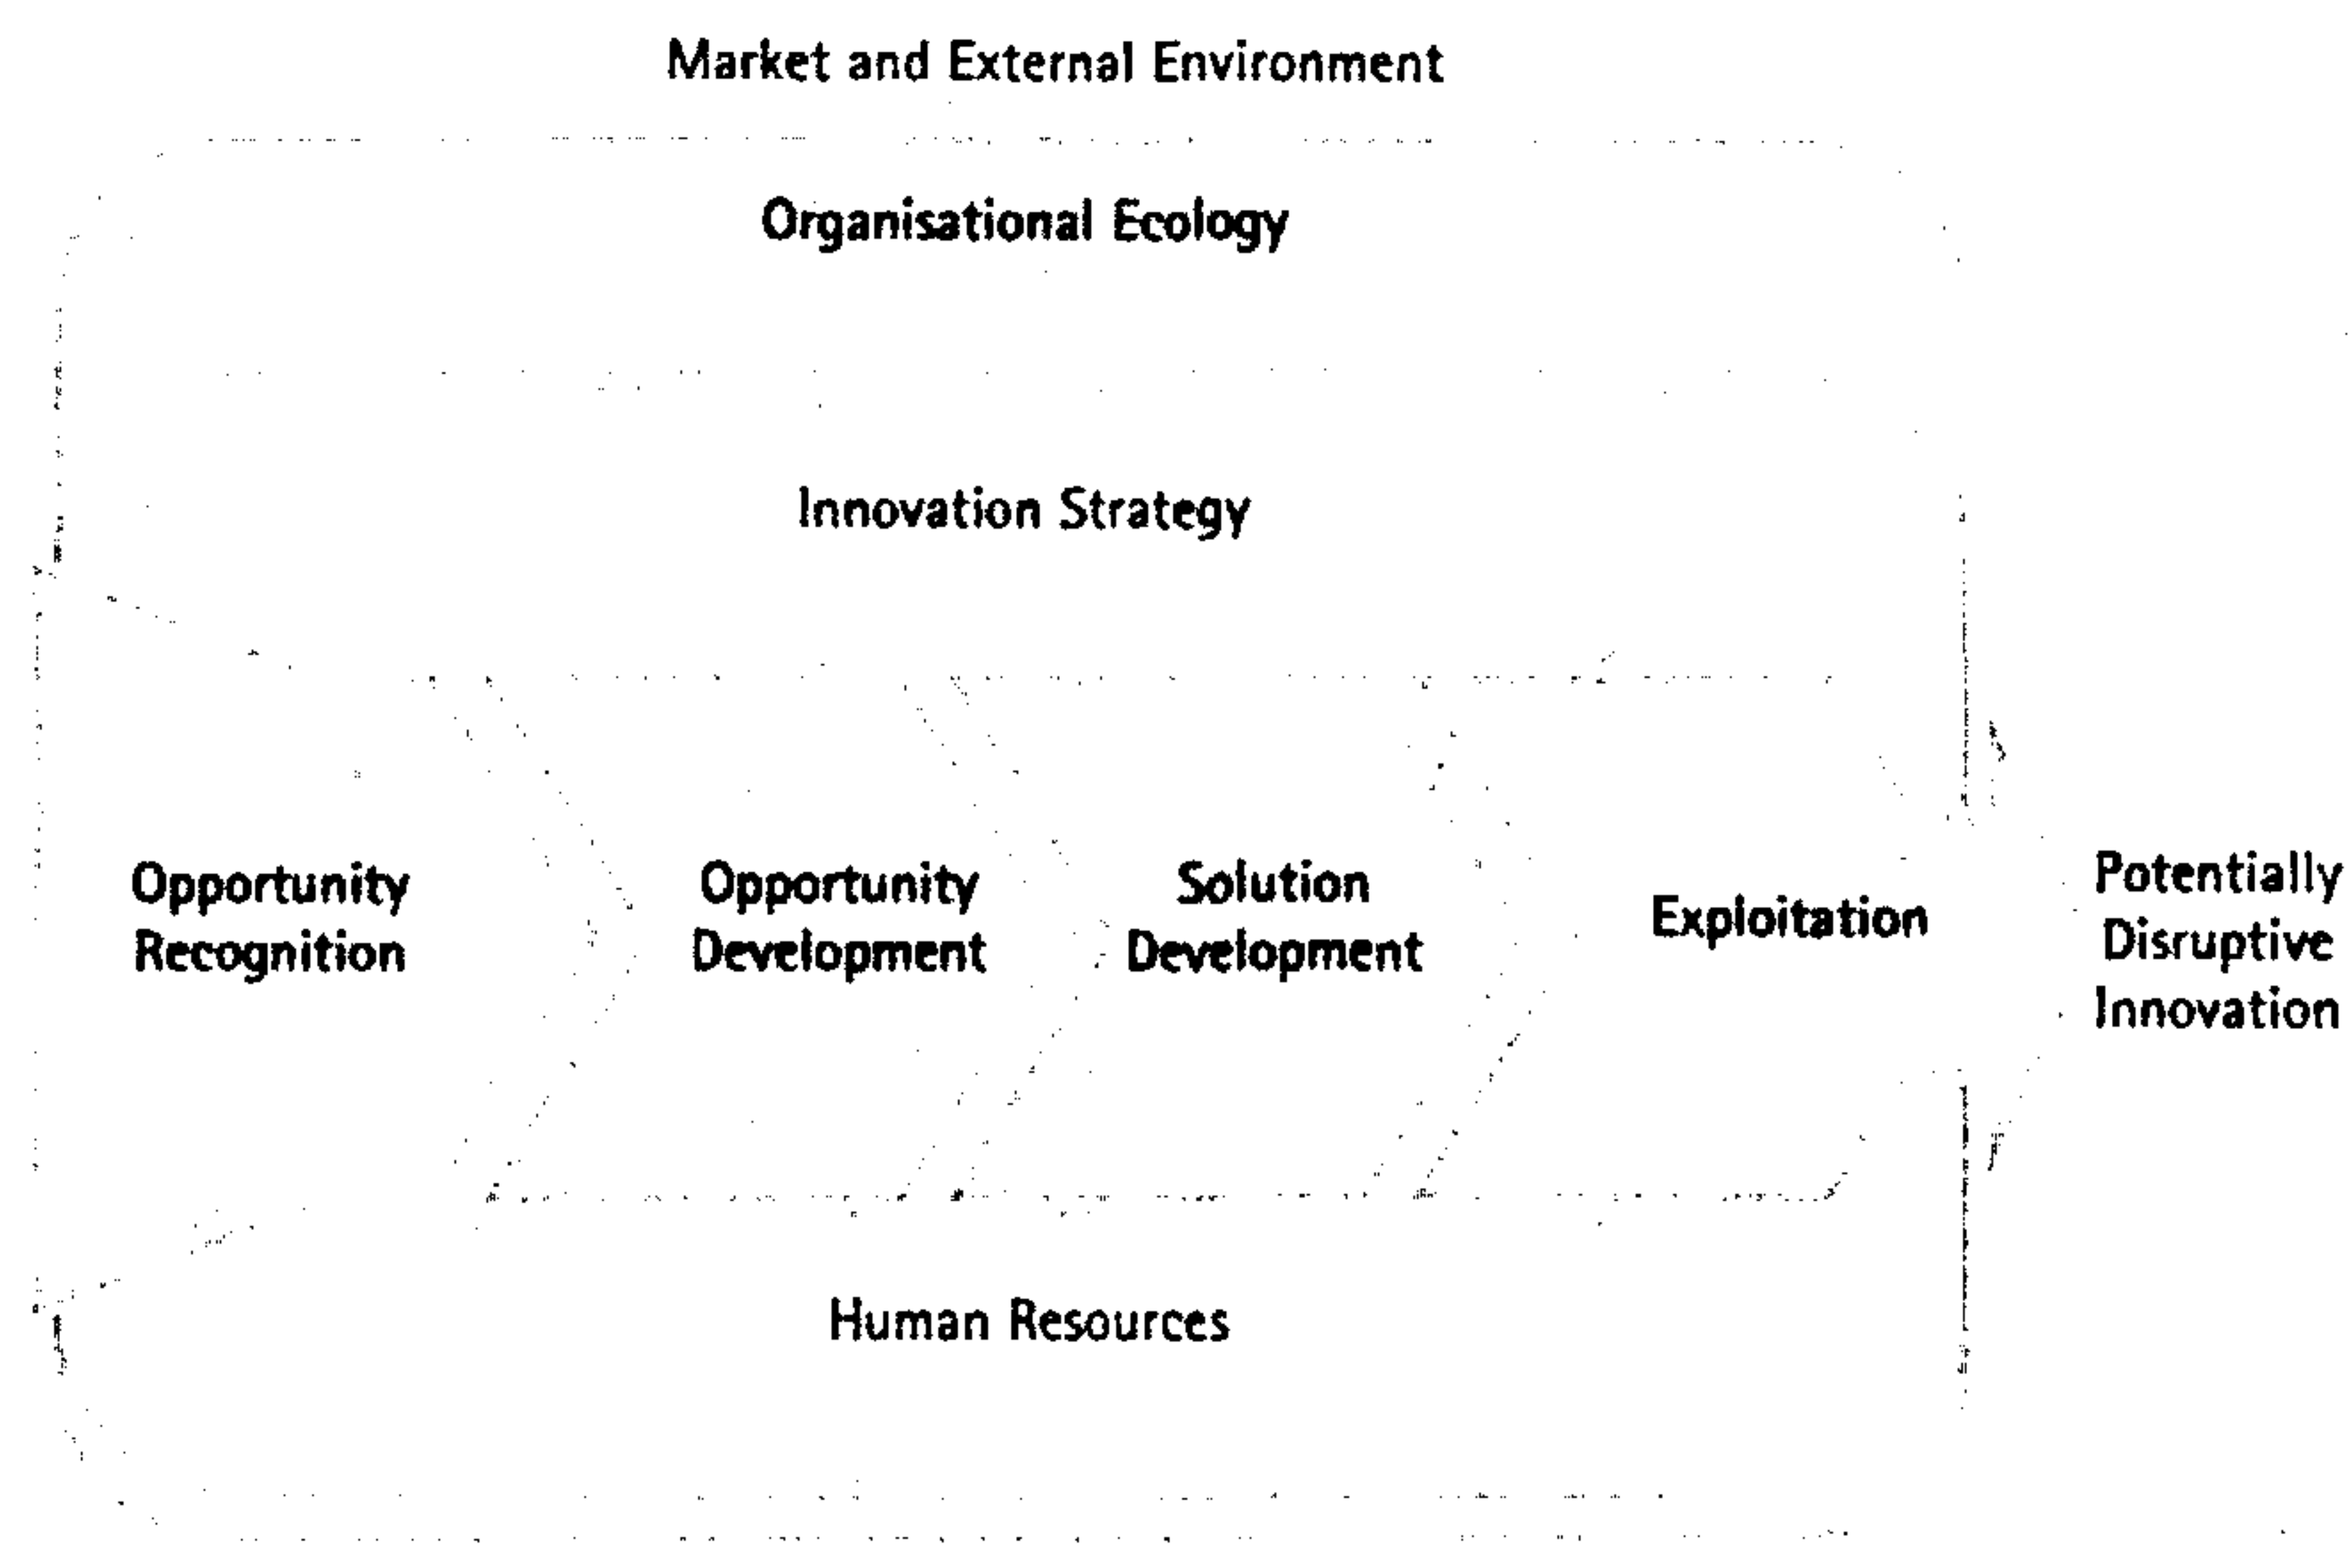 Market and External Environment
Organisational Ecology
Innovation Strategy
Opportunity
Recognition
Opportunity
Development
Solution
Development
Exploitation
Potentially
Disruptive
Innovation
Human Resources